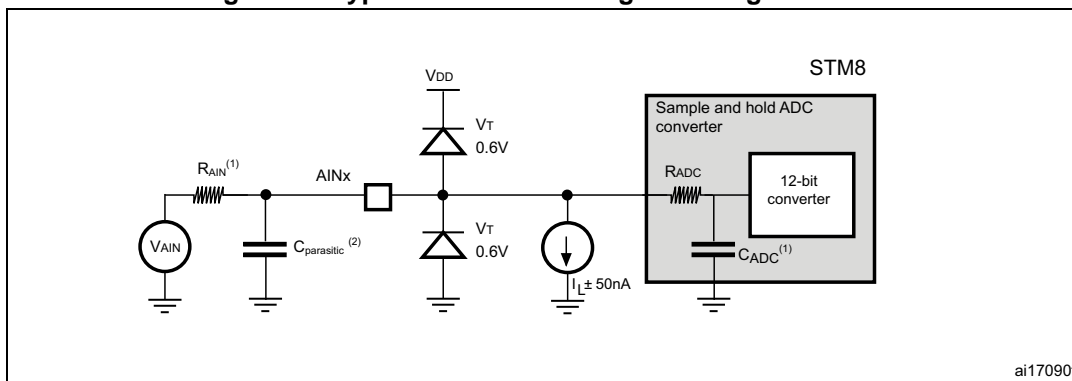 STM8
VDD
Sample and hold ADC
converter
VT
0.6V
RAIN(1)
AINx
RADC
12-bit
converter
VT
0.6V
VAIN
Cparasitic (2)
CADC(1)
IL± 50nA